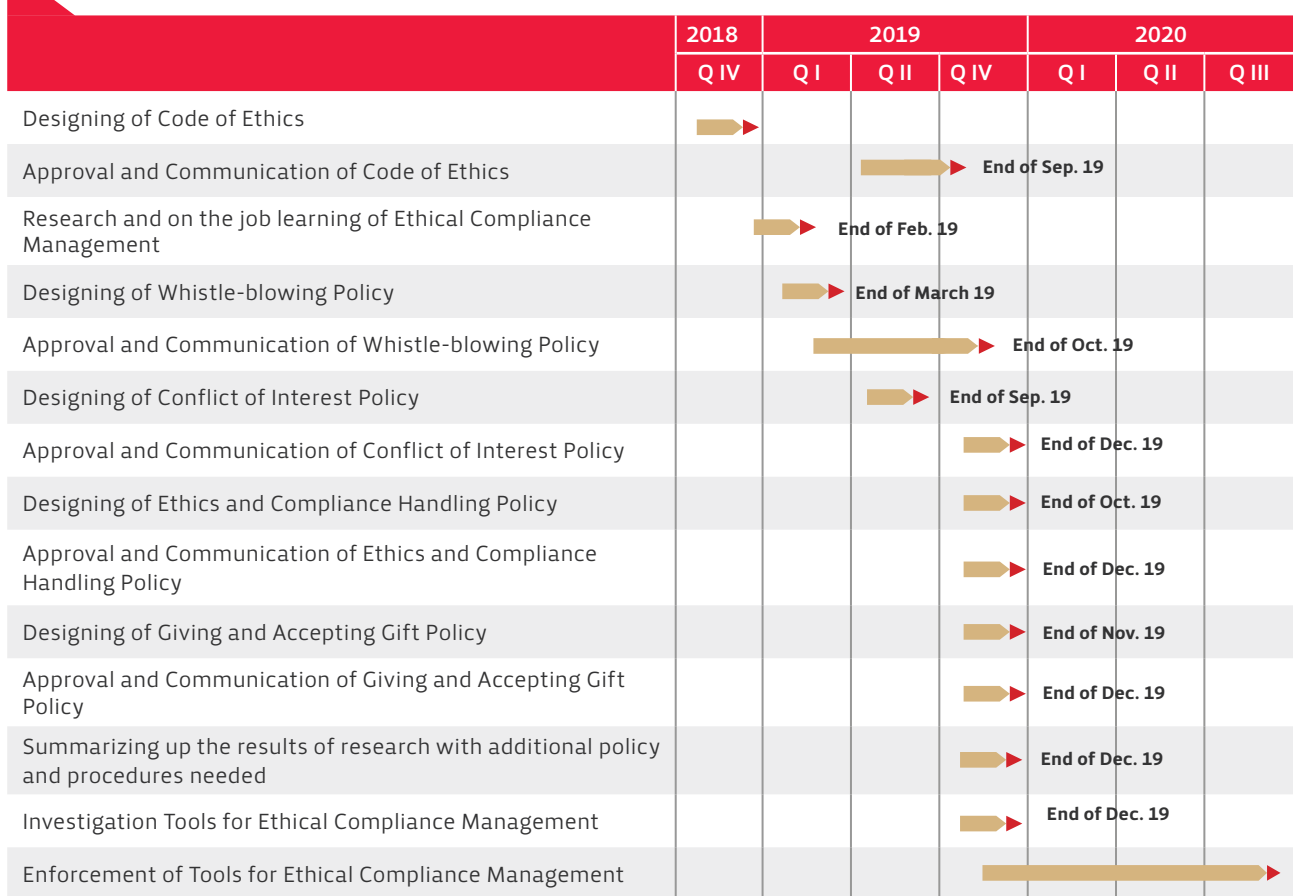 2018 2019 2020
Q IV Q I Q II Q IV Q I Q II Q III
Designing of Code of Ethics
Approval and Communication of Code of Ethics End of Sep. 19
Research and on the job learning of Ethical Compliance
Management End of Feb. 19
Designing of Whistle-blowing Policy End of March 19
Approval and Communication of Whistle-blowing Policy End of Oct. 19
Designing of Conflict of Interest Policy End of Sep. 19
Approval and Communication of Conflict of Interest Policy End of Dec. 19
Designing of Ethics and Compliance Handling Policy End of Oct. 19
Approval and Communication of Ethics and Compliance
Handling Policy End of Dec. 19
Designing of Giving and Accepting Gift Policy End of Nov. 19
Approval and Communication of Giving and Accepting Gift
Policy End of Dec. 19
Summarizing up the results of research with additional policy
and procedures needed End of Dec. 19
Investigation Tools for Ethical Compliance Management End of Dec. 19
Enforcement of Tools for Ethical Compliance Management